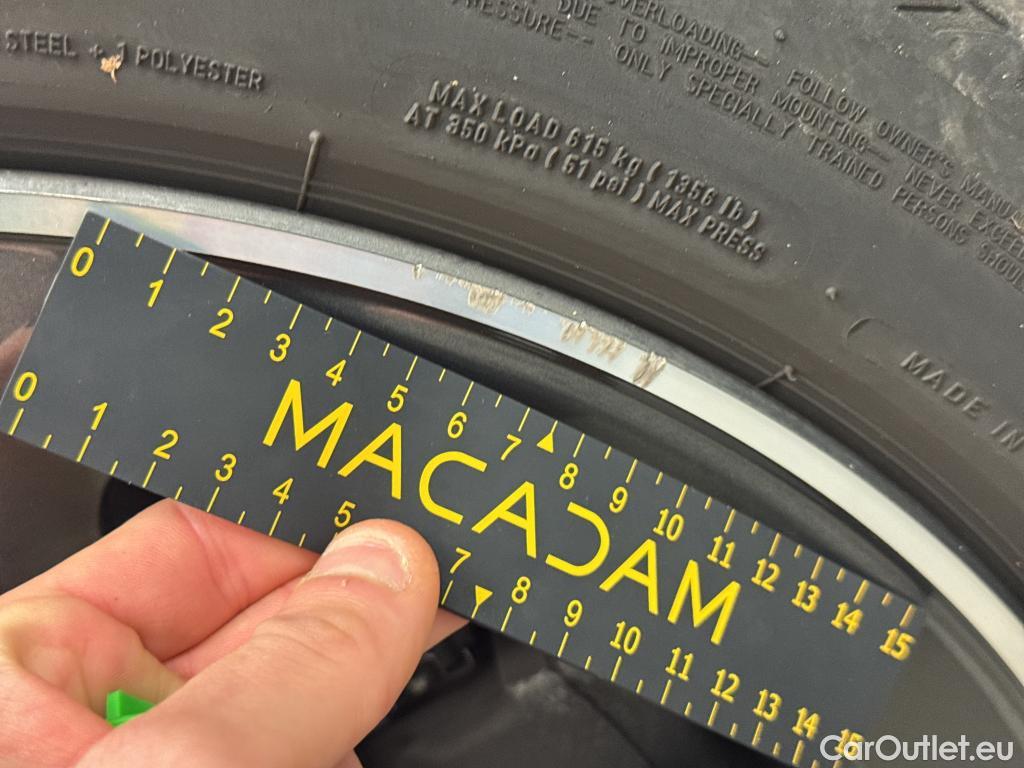 STEEL + 1 POLYESTER
MAX LOAD 615 kg ( 1356 lb )
AT 350 KPa ( 51 psi ) MAX PRESS
OVERLOADING-- FOLLOW OWNER'S MANUA
DUE TO IMPROPER MOUNTING-- NEVER EXCEED
PRESSURE-- ONLY SPECIALLY TRAINED PERSONS SHOUL
MADE IN
0 1 2 3 4 5 6 7 8 9 10 11 12 13 14 15
MACADAM
0 1 2 3 4 5 7 8 9 10 11 12 13 14 15
CarOutlet.eu